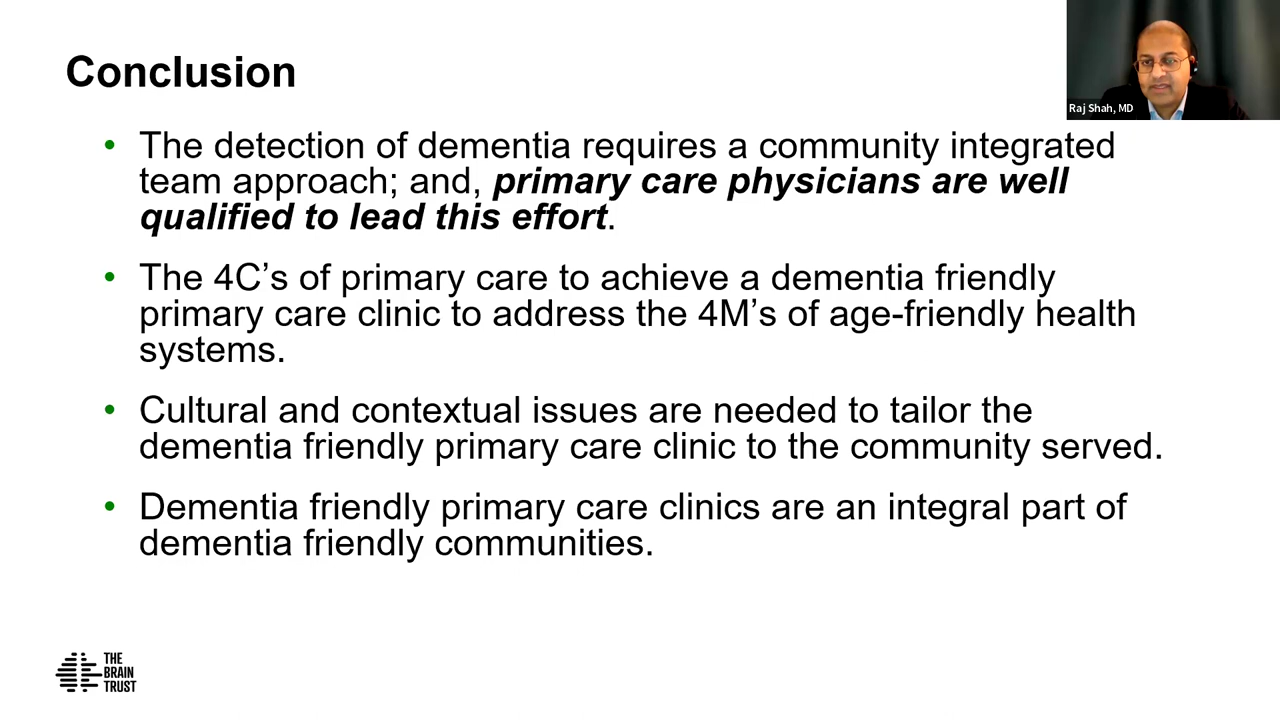 Conclusion
Raj Shah, MD
• The detection of dementia requires a community integrated
team approach; and, primary care physicians are well
qualified to lead this effort.
• The 4C’s of primary care to achieve a dementia friendly
primary care clinic to address the 4M’s of age-friendly health
systems.
• Cultural and contextual issues are needed to tailor the
dementia friendly primary care clinic to the community served.
• Dementia friendly primary care clinics are an integral part of
dementia friendly communities.
THE
BRAIN
TRUST